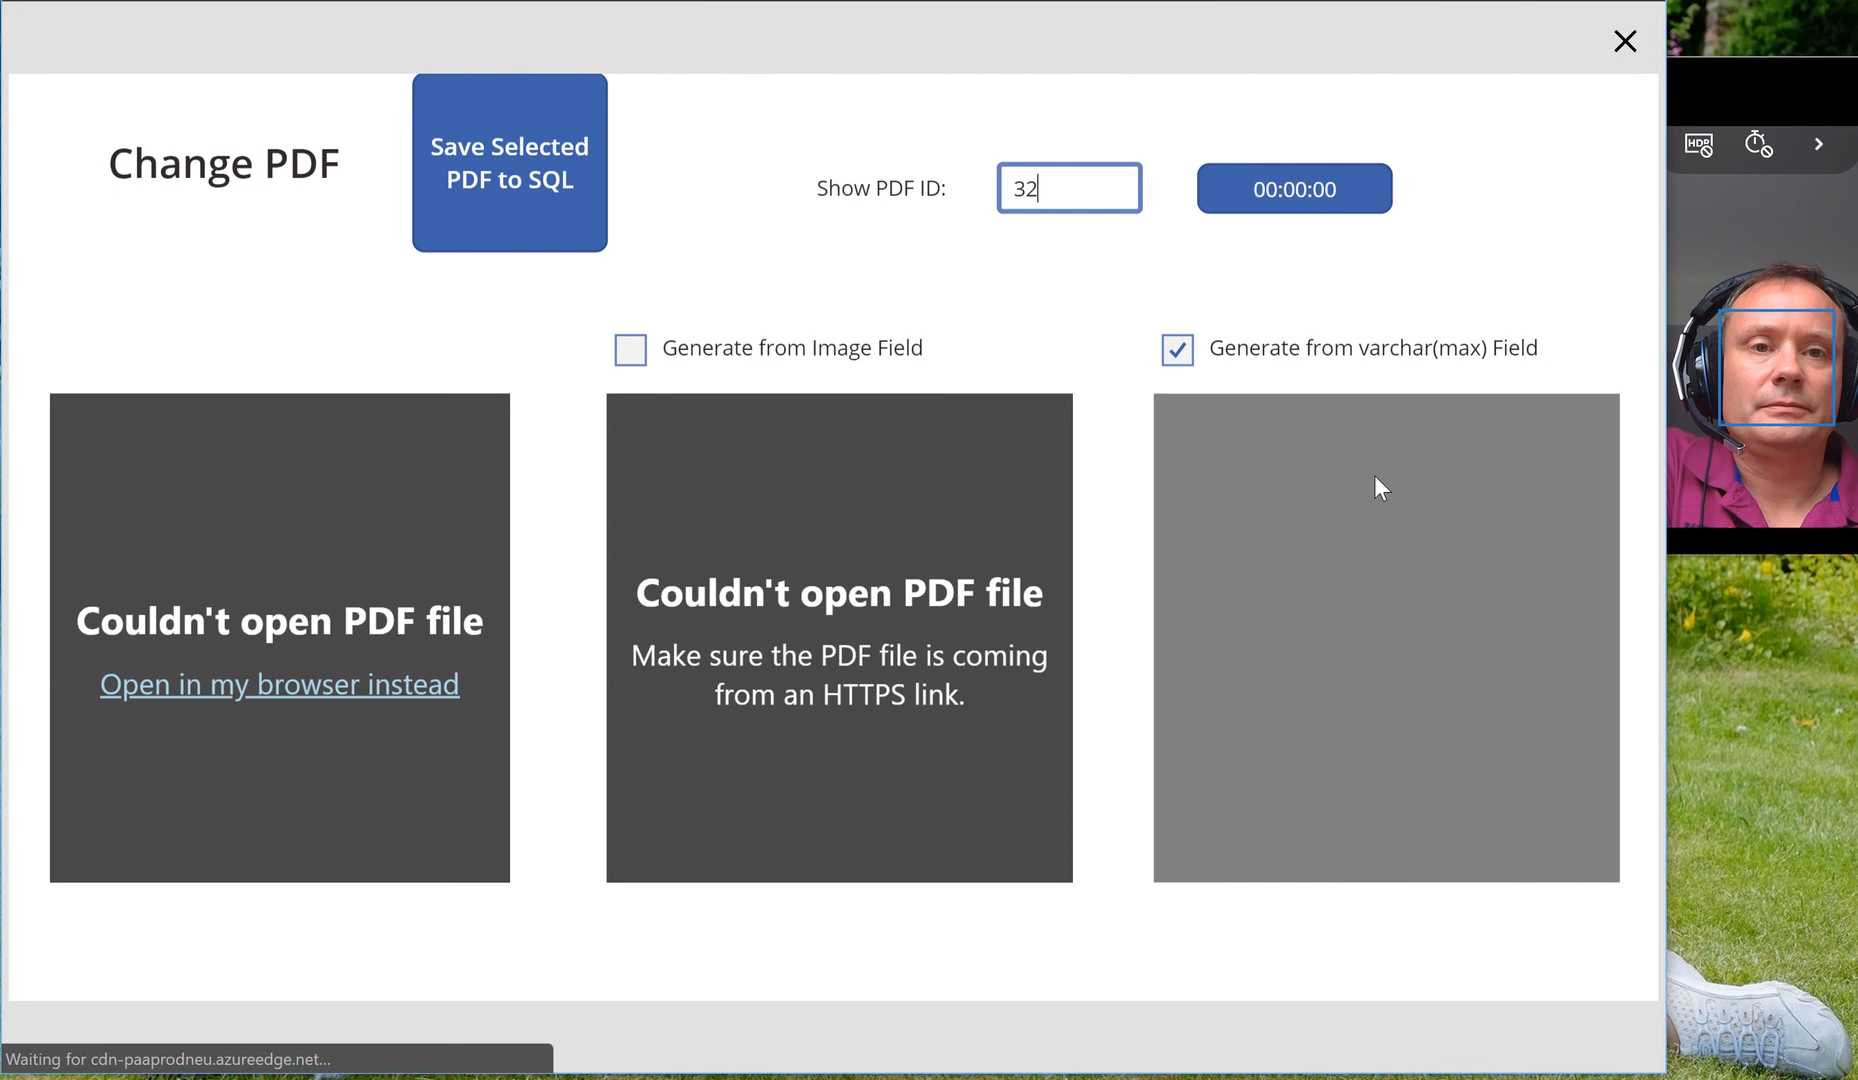 Change PDF
Save Selected
PDF to SQL
Show PDF ID:
32
00:00:00
HDR
Generate from Image Field
Generate from varchar(max) Field
Couldn't open PDF file
Open in my browser instead
Couldn't open PDF file
Make sure the PDF file is coming
from an HTTPS link.
Waiting for cdn-paaprodneu.azureedge.net...